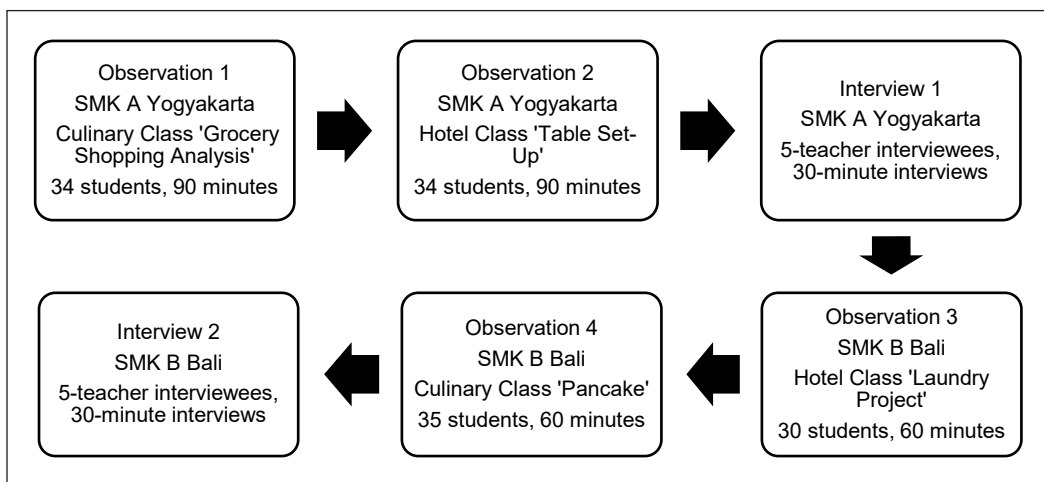 Observation 1
SMK A Yogyakarta
Culinary Class 'Grocery
Shopping Analysis'
34 students, 90 minutes
Observation 2
SMK A Yogyakarta
Hotel Class 'Table Set-
Up'
34 students, 90 minutes
Interview 1
SMK A Yogyakarta
5-teacher interviewees,
30-minute interviews
Observation 3
SMK B Bali
Hotel Class 'Laundry
Project'
30 students, 60 minutes
Observation 4
SMK B Bali
Culinary Class 'Pancake'
35 students, 60 minutes
Interview 2
SMK B Bali
5-teacher interviewees,
30-minute interviews